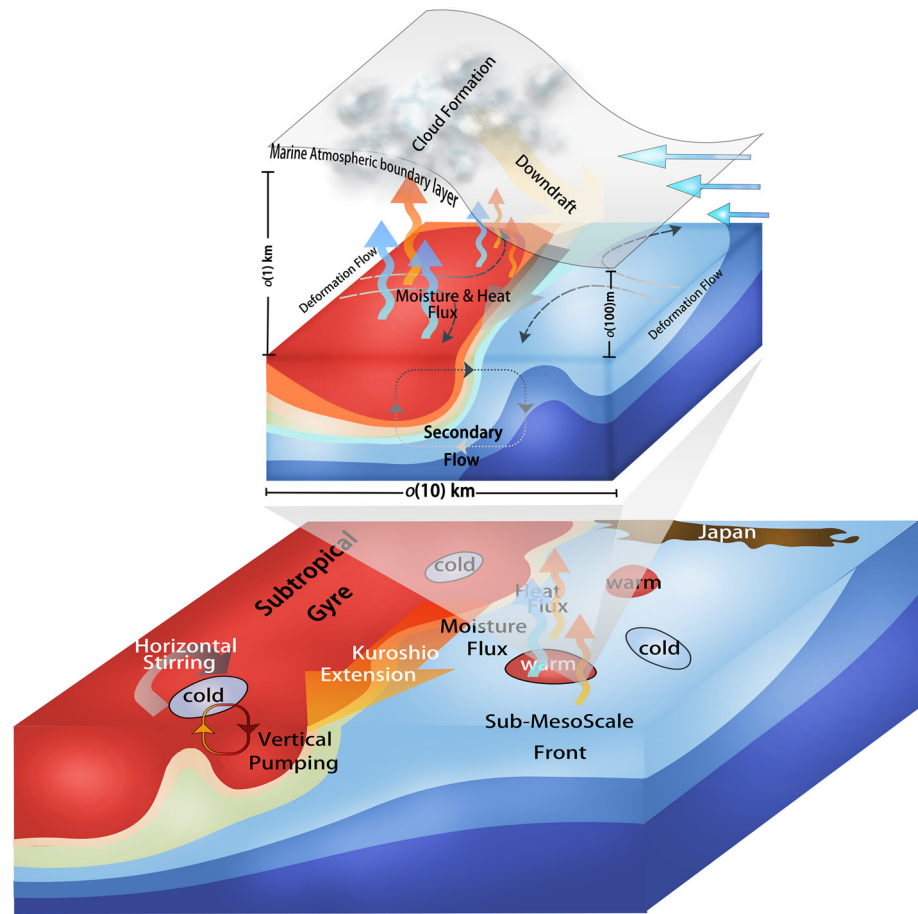 Cloud Formation
Marine Atmospheric boundary layer
Downdraft
o(1) km
Deformation Flow
Moisture & Heat
Flux
o(100)m
Deformation Flow
Secondary
Flow
o(10) km
Japan
Subtropical
Gyre
cold
warm
Heat
Flux
Moisture
Flux
Horizontal
Stirring
Kuroshio
Extension
warm
cold
cold
Sub-MesoScale
Front
Vertical
Pumping